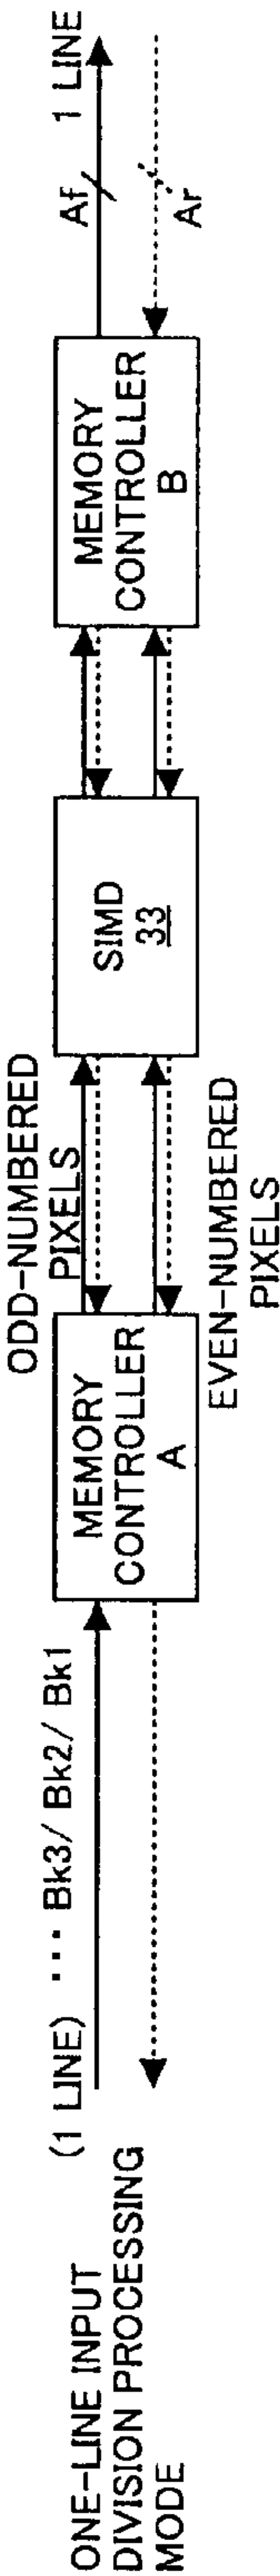 ONE-LINE INPUT
DIVISION PROCESSING
MODE
(1 LINE) ··· Bk3/ Bk2/ Bk1
MEMORY
CONTROLLER
A
ODD-NUMBERED
PIXELS
EVEN-NUMBERED
PIXELS
SIMD
33
MEMORY
CONTROLLER
B
Af
1 LINE
Ar